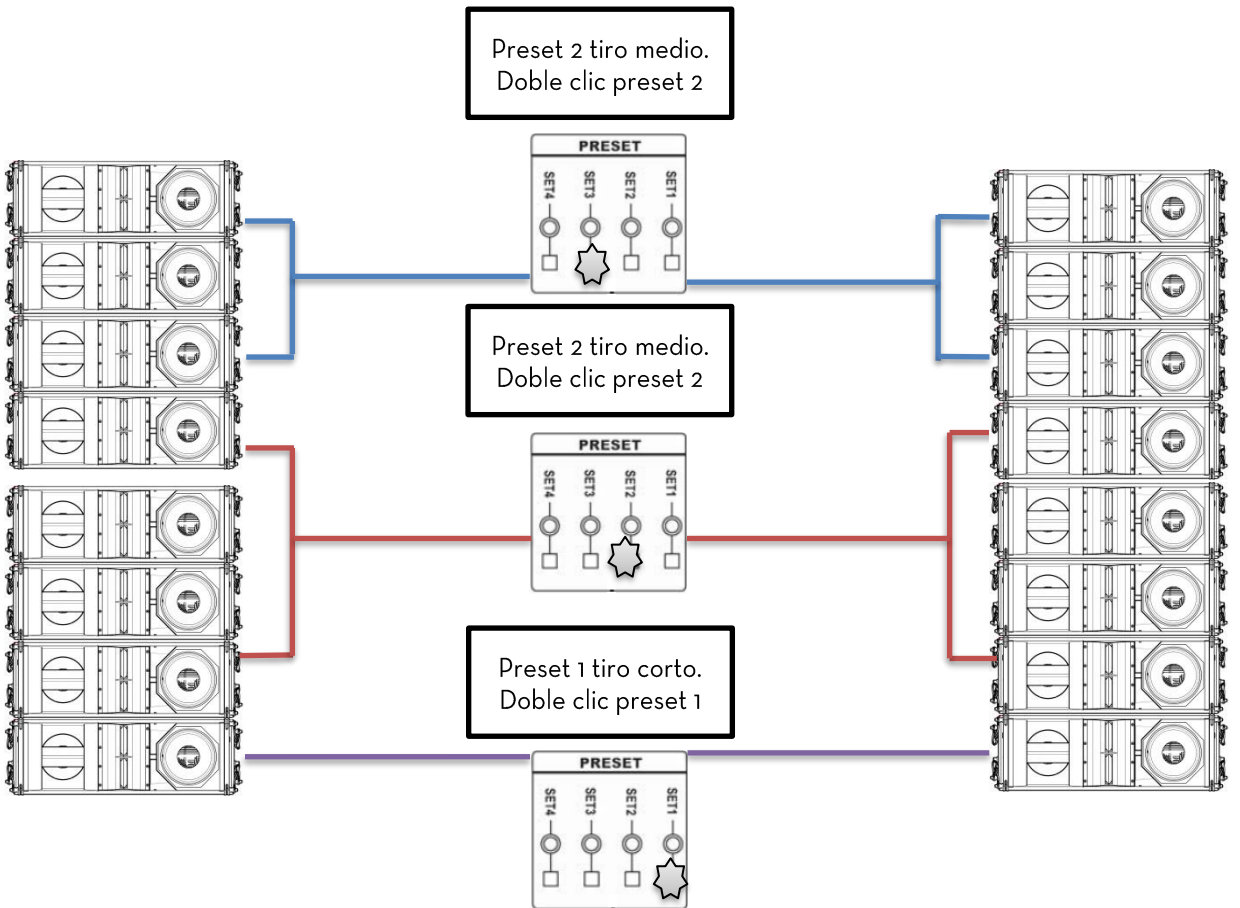 Preset 2 tiro medio.
Doble clic preset 2
PRESET
SET4
SET3
SET2
SET1
Preset 2 tiro medio.
Doble clic preset 2
PRESET
SET4
SET3
SET2
SET1
Preset 1 tiro corto.
Doble clic preset 1
PRESET
SET4
SET3
SET2
SET1